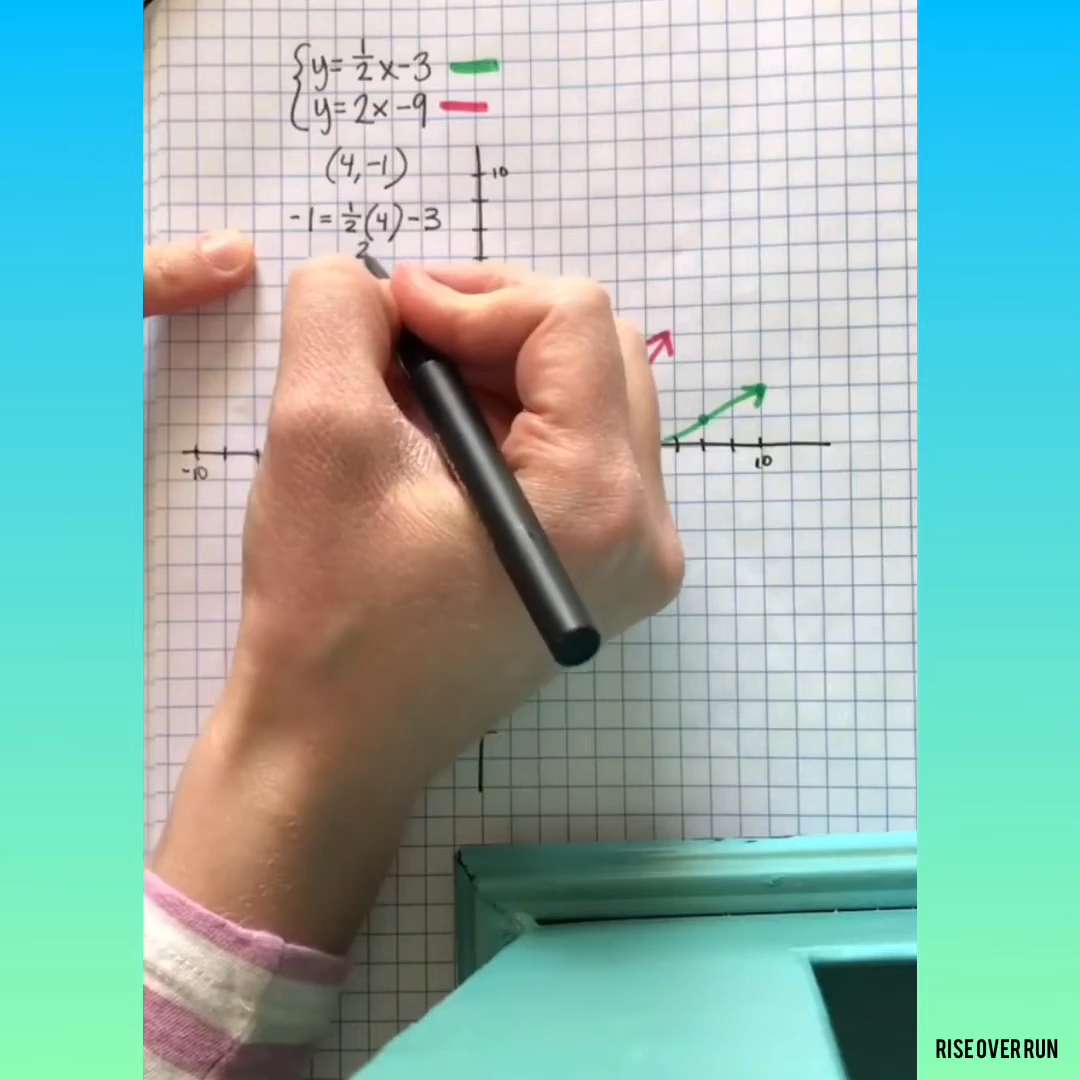 y=½x-3
y=2x-9
(4,-1)
10
-1=½(4)-3
2
-10
10
RISE OVER RUN